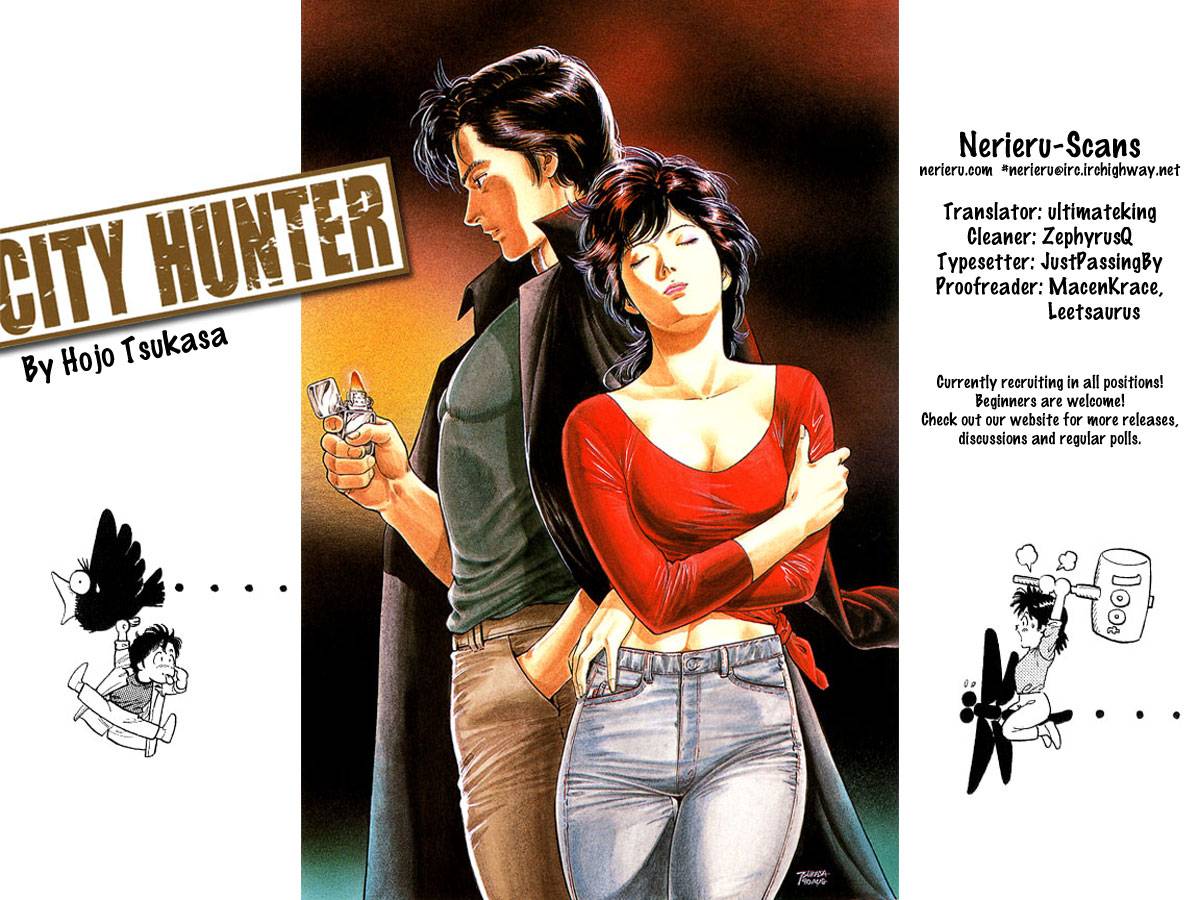 CITY HUNTER
By Hojo Tsukasa
Nerieru-Scans
nerieru.com #nerieru@irc.irchighway.net
Translator: ultimateking
Cleaner: ZephyrusQ
Typesetter: JustPassingBy
Proofreader: MacenKrace,
Leetsaurus
Currently recruiting in all positions!
Beginners are welcome!
Check out our website for more releases,
discussions and regular polls.